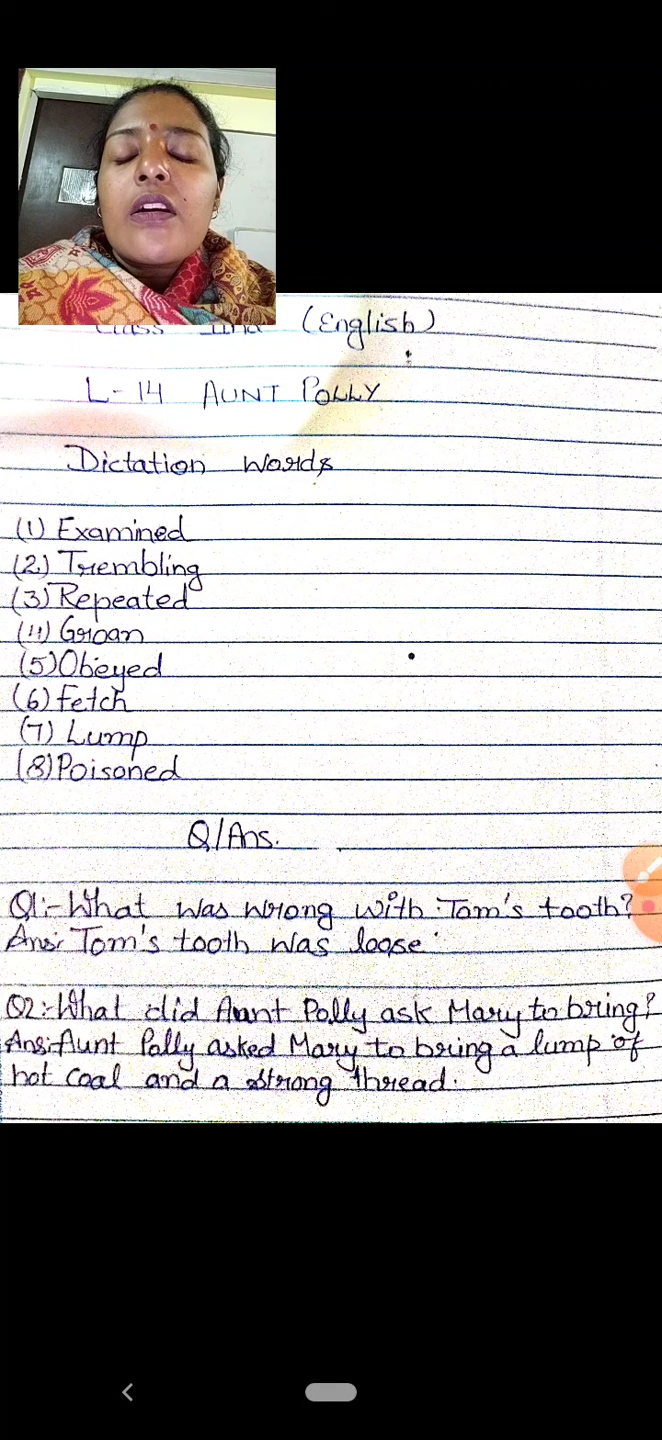 (English)
L-14 AUNT POLLY
Dictation words
(1) Examined
(2) Trembling
(3) Repeated
(4) Groan
(5) Obeyed
(6) Fetch
(7) Lump
(8) Poisoned
Q/Ans.
Q1:- What was wrong with Tom's tooth?
Ans:- Tom's tooth was loose.
Q2:- What did Aunt Polly ask Mary to bring?
Ans:- Aunt Polly asked Mary to bring a lump of
hot coal and a strong thread.